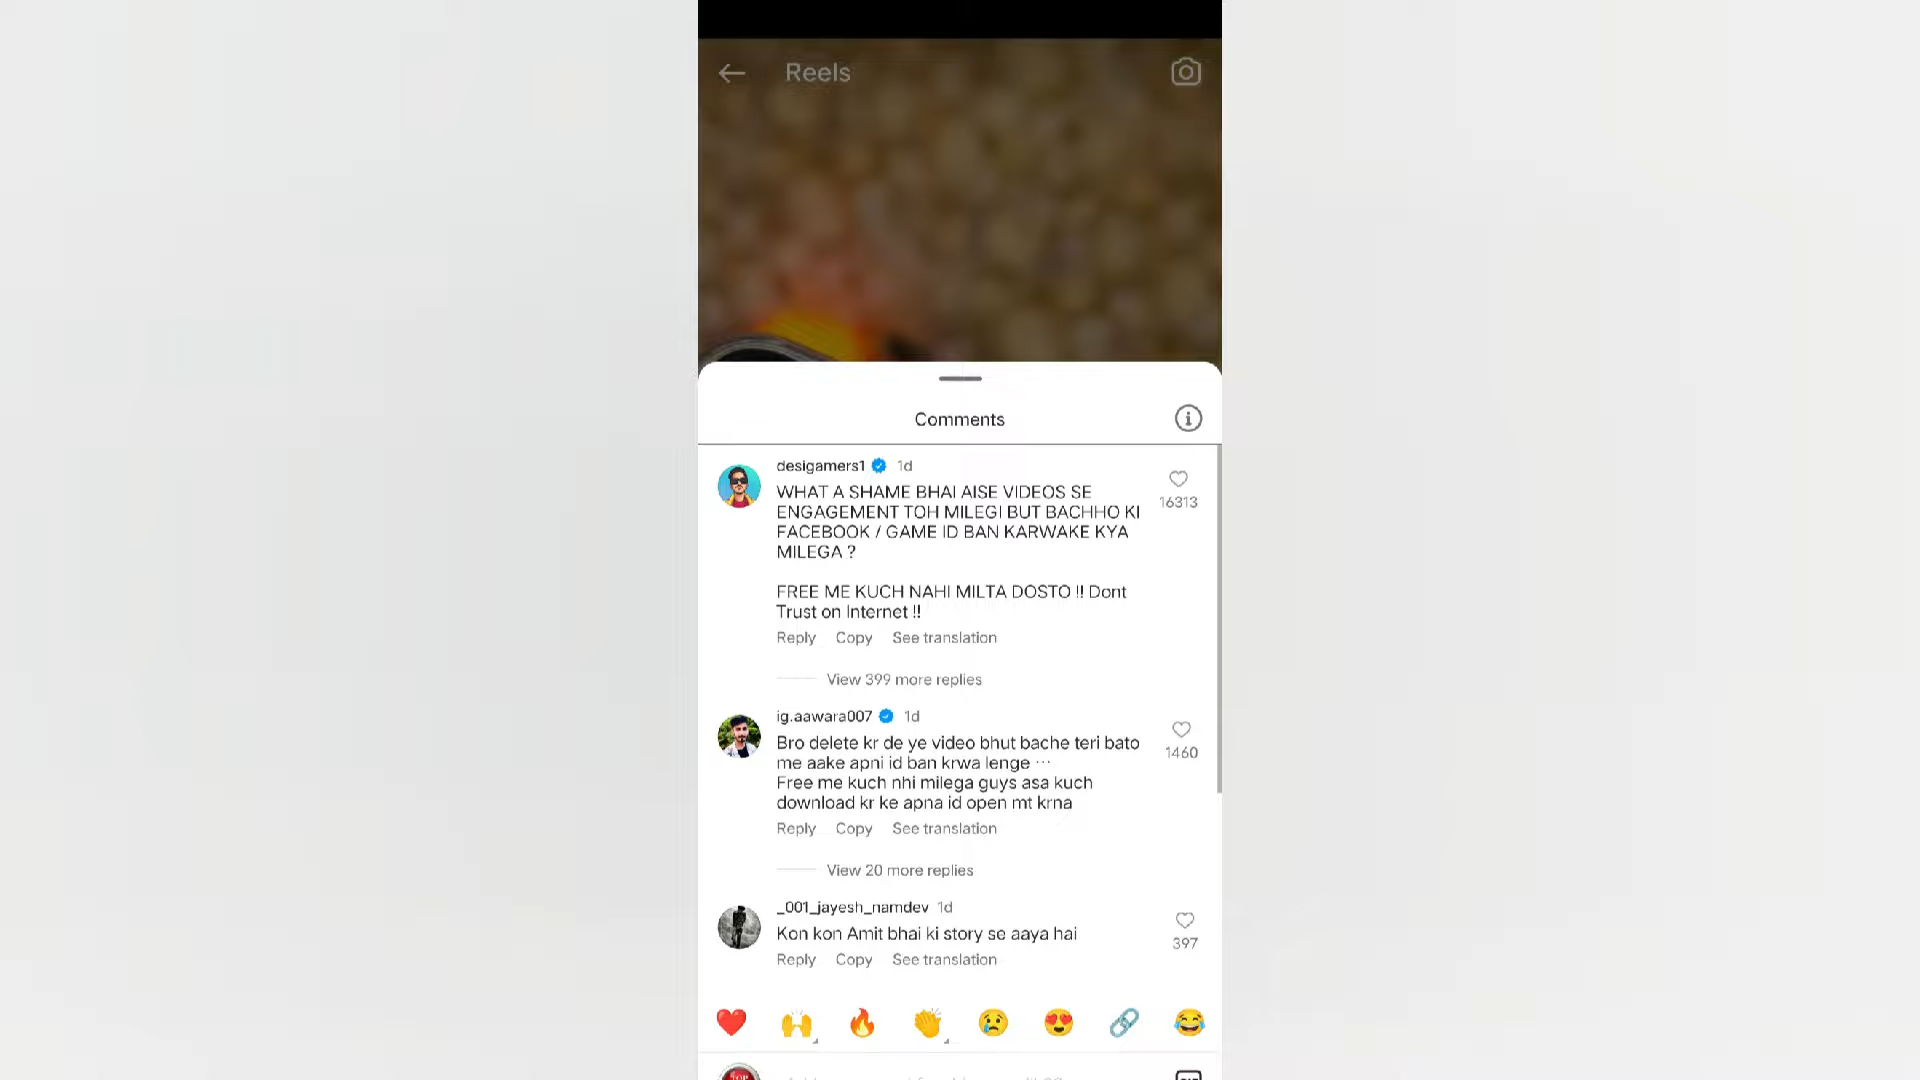 Reels
Comments
desigamers1 1d
WHAT A SHAME BHAI AISE VIDEOS SE
ENGAGEMENT TOH MILEGI BUT BACHHO KI
FACEBOOK / GAME ID BAN KARWAKE KYA
MILEGA ?
16313
FREE ME KUCH NAHI MILTA DOSTO !! Dont
Trust on Internet !!
Reply Copy See translation
View 399 more replies
ig.aawara007 1d
Bro delete kr de ye video bhut bache teri bato
me aake apni id ban krwa lenge ...
Free me kuch nhi milega guys asa kuch
download kr ke apna id open mt krna
1460
Reply Copy See translation
View 20 more replies
_001_jayesh_namdev 1d
Kon kon Amit bhai ki story se aaya hai
397
Reply Copy See translation